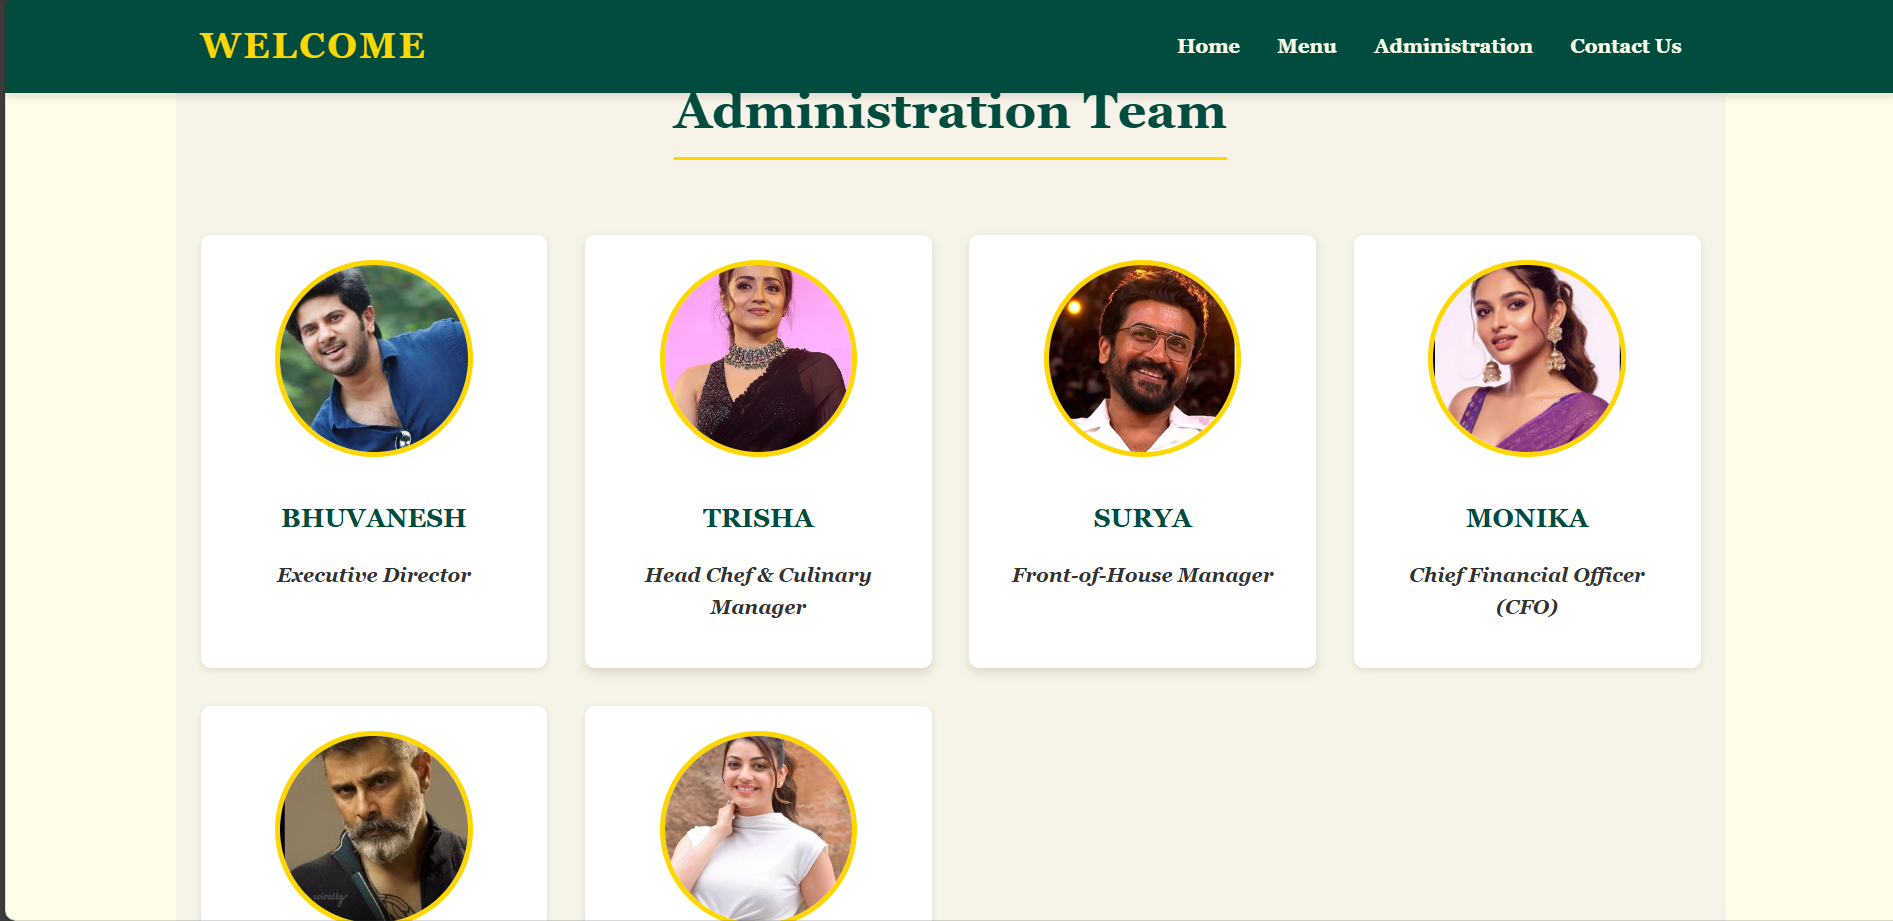 WELCOME
Home Menu Administration Contact Us
Administration Team
BHUVANESH
Executive Director
TRISHA
Head Chef & Culinary
Manager
SURYA
Front-of-House Manager
MONIKA
Chief Financial Officer
(CFO)
wirally